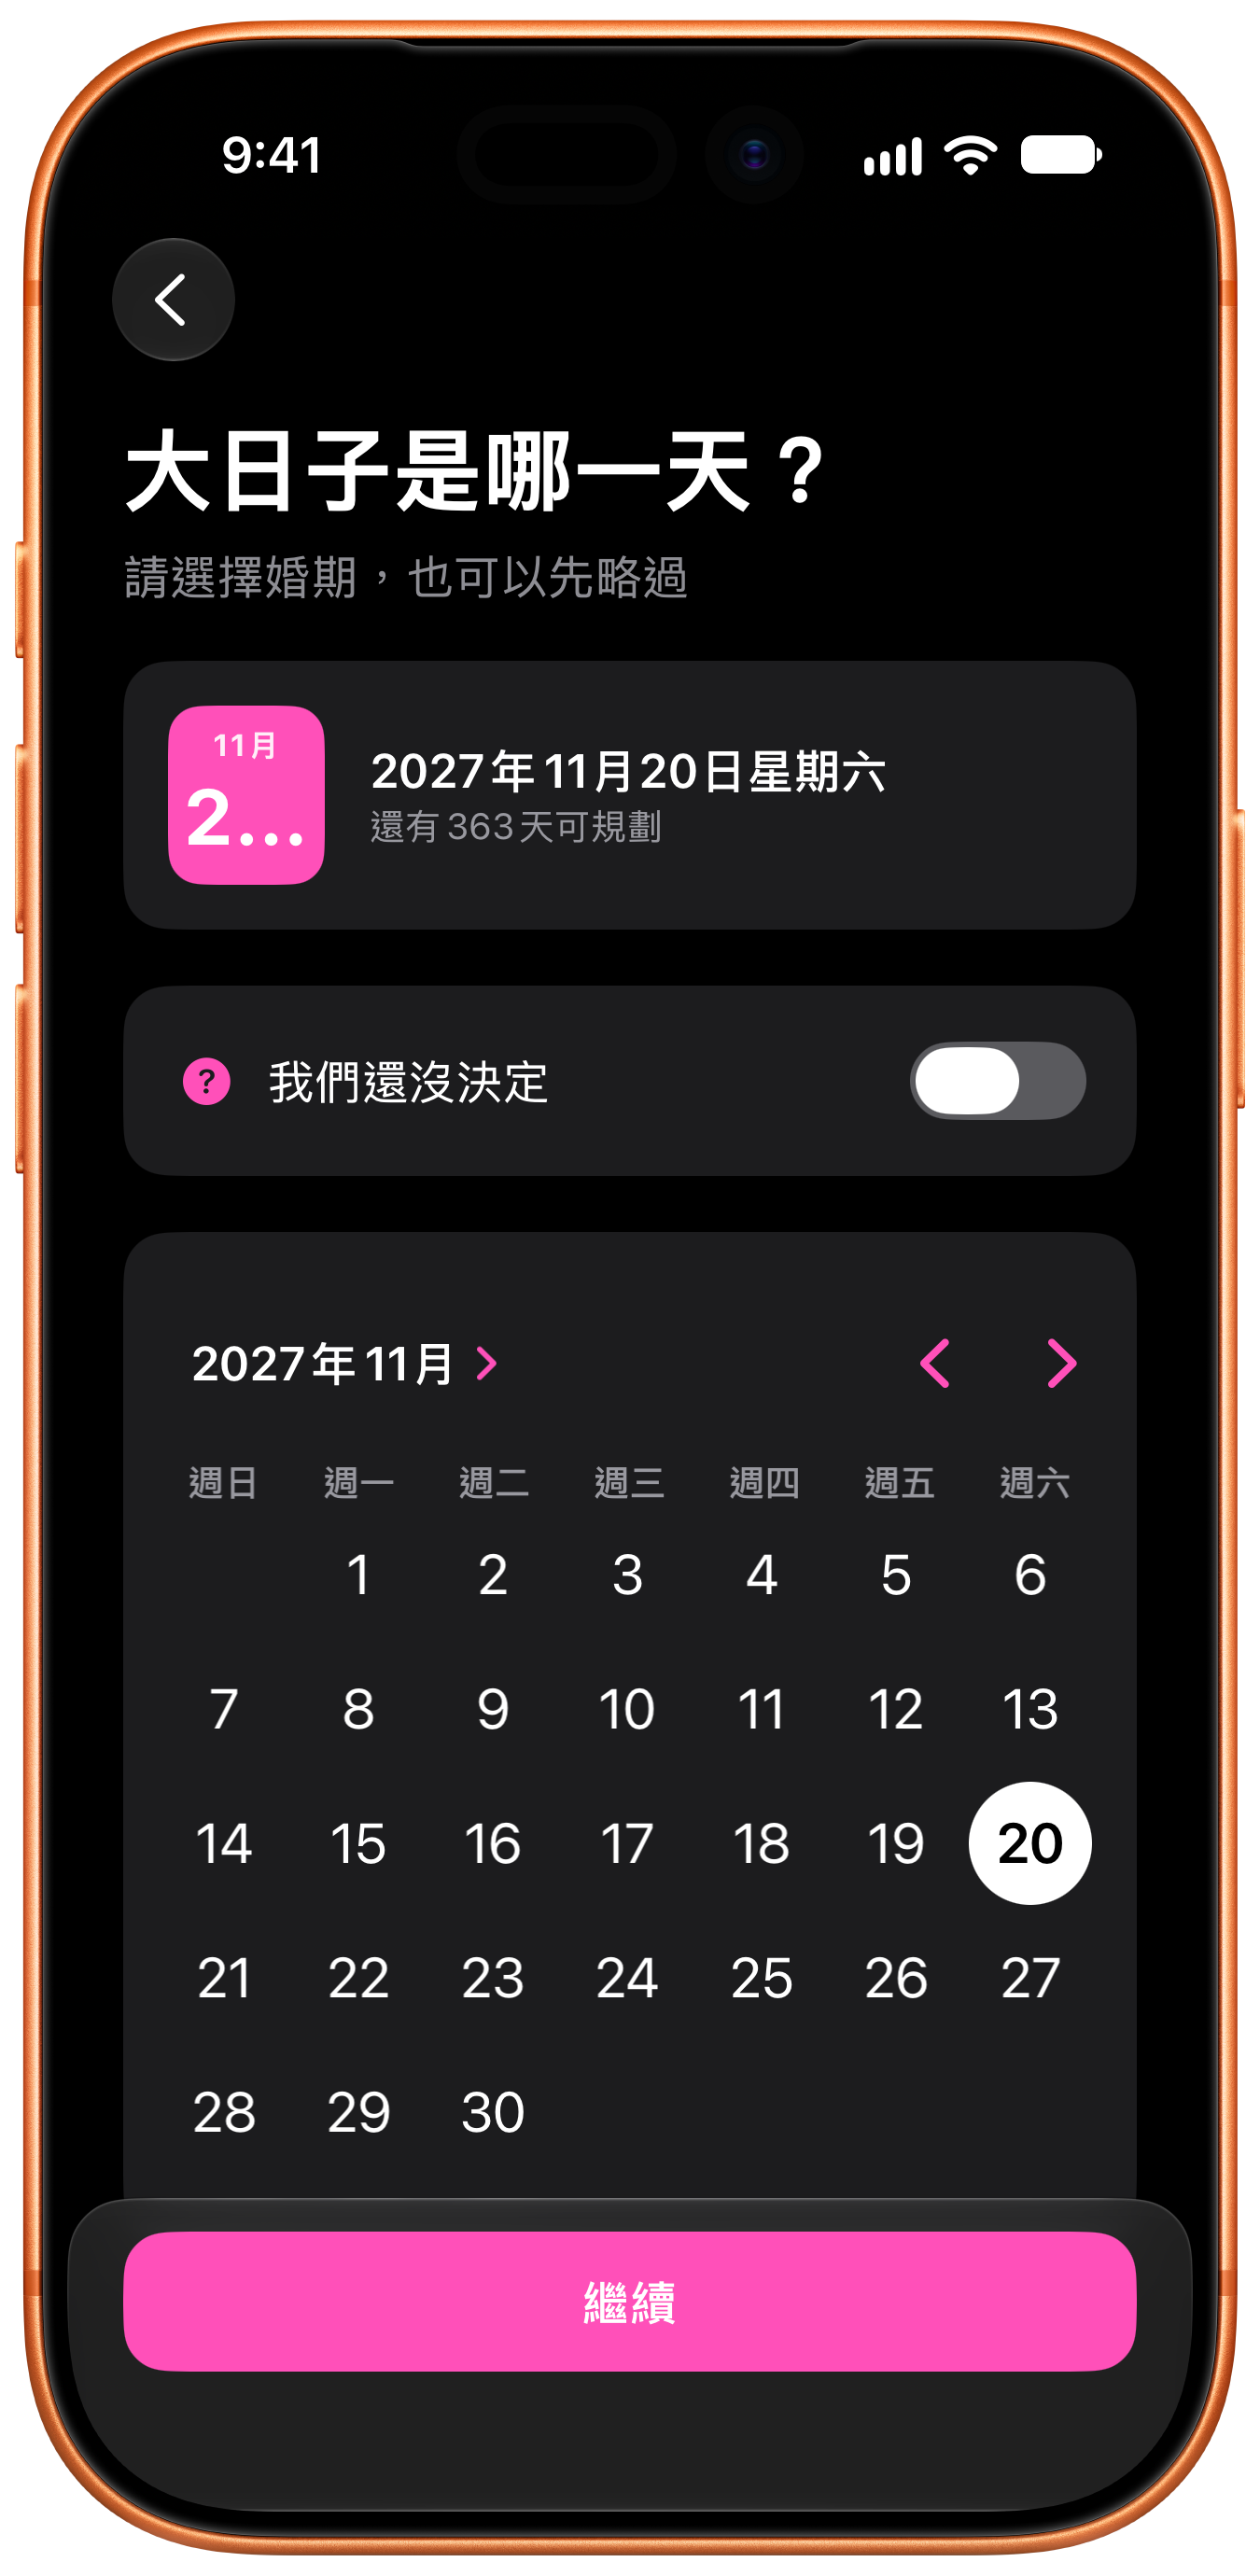 9:41
大日子是哪一天？
請選擇婚期，也可以先略過
11月
2...
2027年11月20日星期六
還有 363 天可規劃
?
我們還沒決定
2027年 11月
週日 週一 週二 週三 週四 週五 週六
1 2 3 4 5 6
7 8 9 10 11 12 13
14 15 16 17 18 19 20
21 22 23 24 25 26 27
28 29 30
繼續